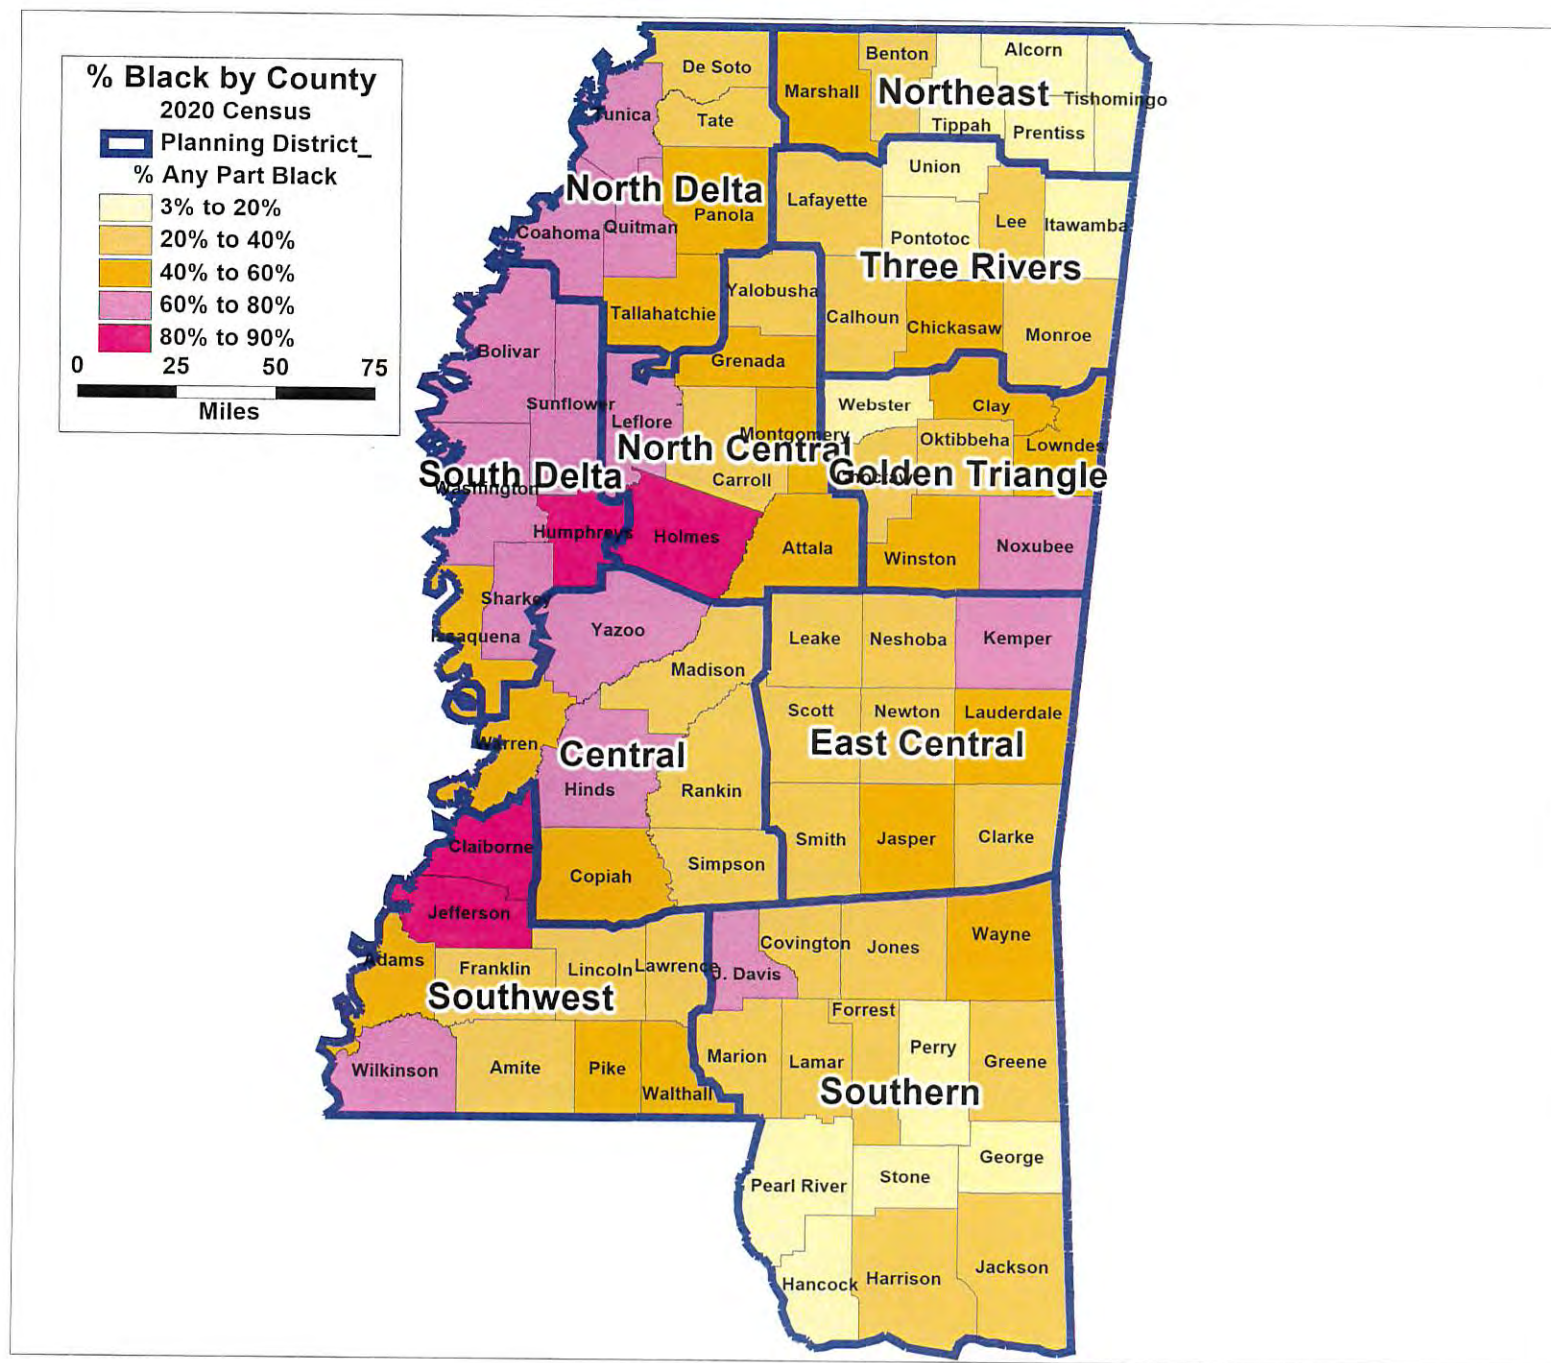 % Black by County
2020 Census
Planning District_
% Any Part Black
3% to 20%
20% to 40%
40% to 60%
60% to 80%
80% to 90%
0 25 50 75
Miles
De Soto
Benton
Alcorn
Marshall
Northeast
Tishomingo
Tunica
Tate
Tippah
Prentiss
Union
North Delta
Lafayette
Panola
Lee
Itawamba
Coahoma
Quitman
Pontotoc
Three Rivers
Yalobusha
Tallahatchie
Calhoun
Chickasaw
Monroe
Bolivar
Grenada
Sunflower
Webster
Clay
Leflore
Montgomery
Oktibbeha
Lowndes
North Central
South Delta
Washington
Carroll
Choctaw
Golden Triangle
Humphreys
Holmes
Attala
Winston
Noxubee
Sharkey
Issaquena
Yazoo
Leake
Neshoba
Kemper
Madison
Scott
Newton
Lauderdale
Warren
Central
East Central
Hinds
Rankin
Claiborne
Smith
Jasper
Clarke
Copiah
Simpson
Jefferson
Adams
Franklin
Lincoln
Lawrence
J. Davis
Covington
Jones
Wayne
Southwest
Forrest
Wilkinson
Amite
Pike
Walthall
Marion
Lamar
Perry
Greene
Southern
Pearl River
Stone
George
Hancock
Harrison
Jackson